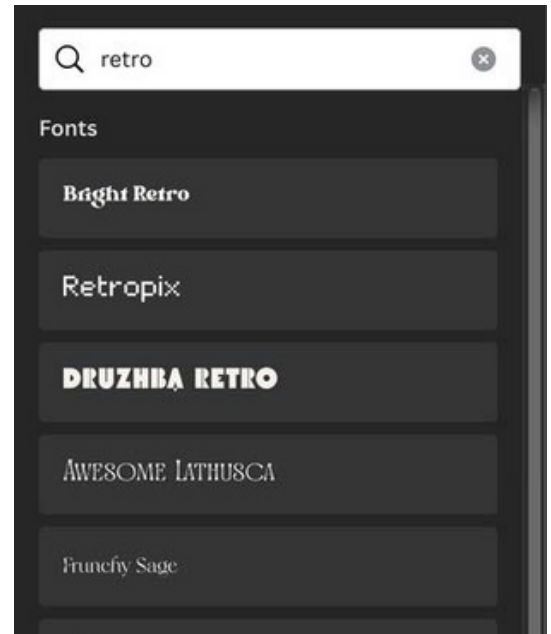 retro
Fonts
Bright Retro
Retropix
DRUZHBA RETRO
AWESOME LATHUSCA
Frunchy Sage